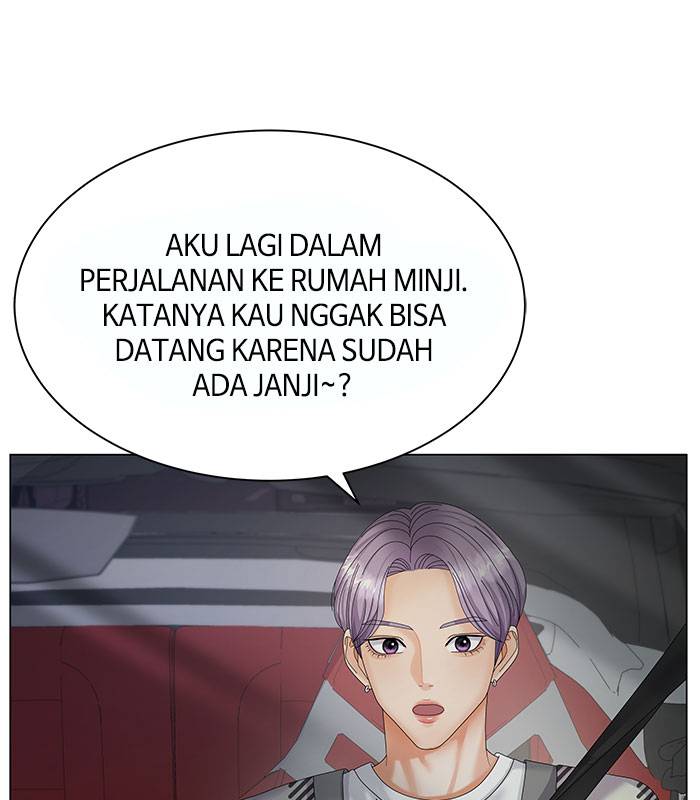 AKU LAGI DALAM
PERJALANAN KE RUMAH MINJI.
KATANYA KAU NGGAK BISA
DATANG KARENA SUDAH
ADA JANJI~?